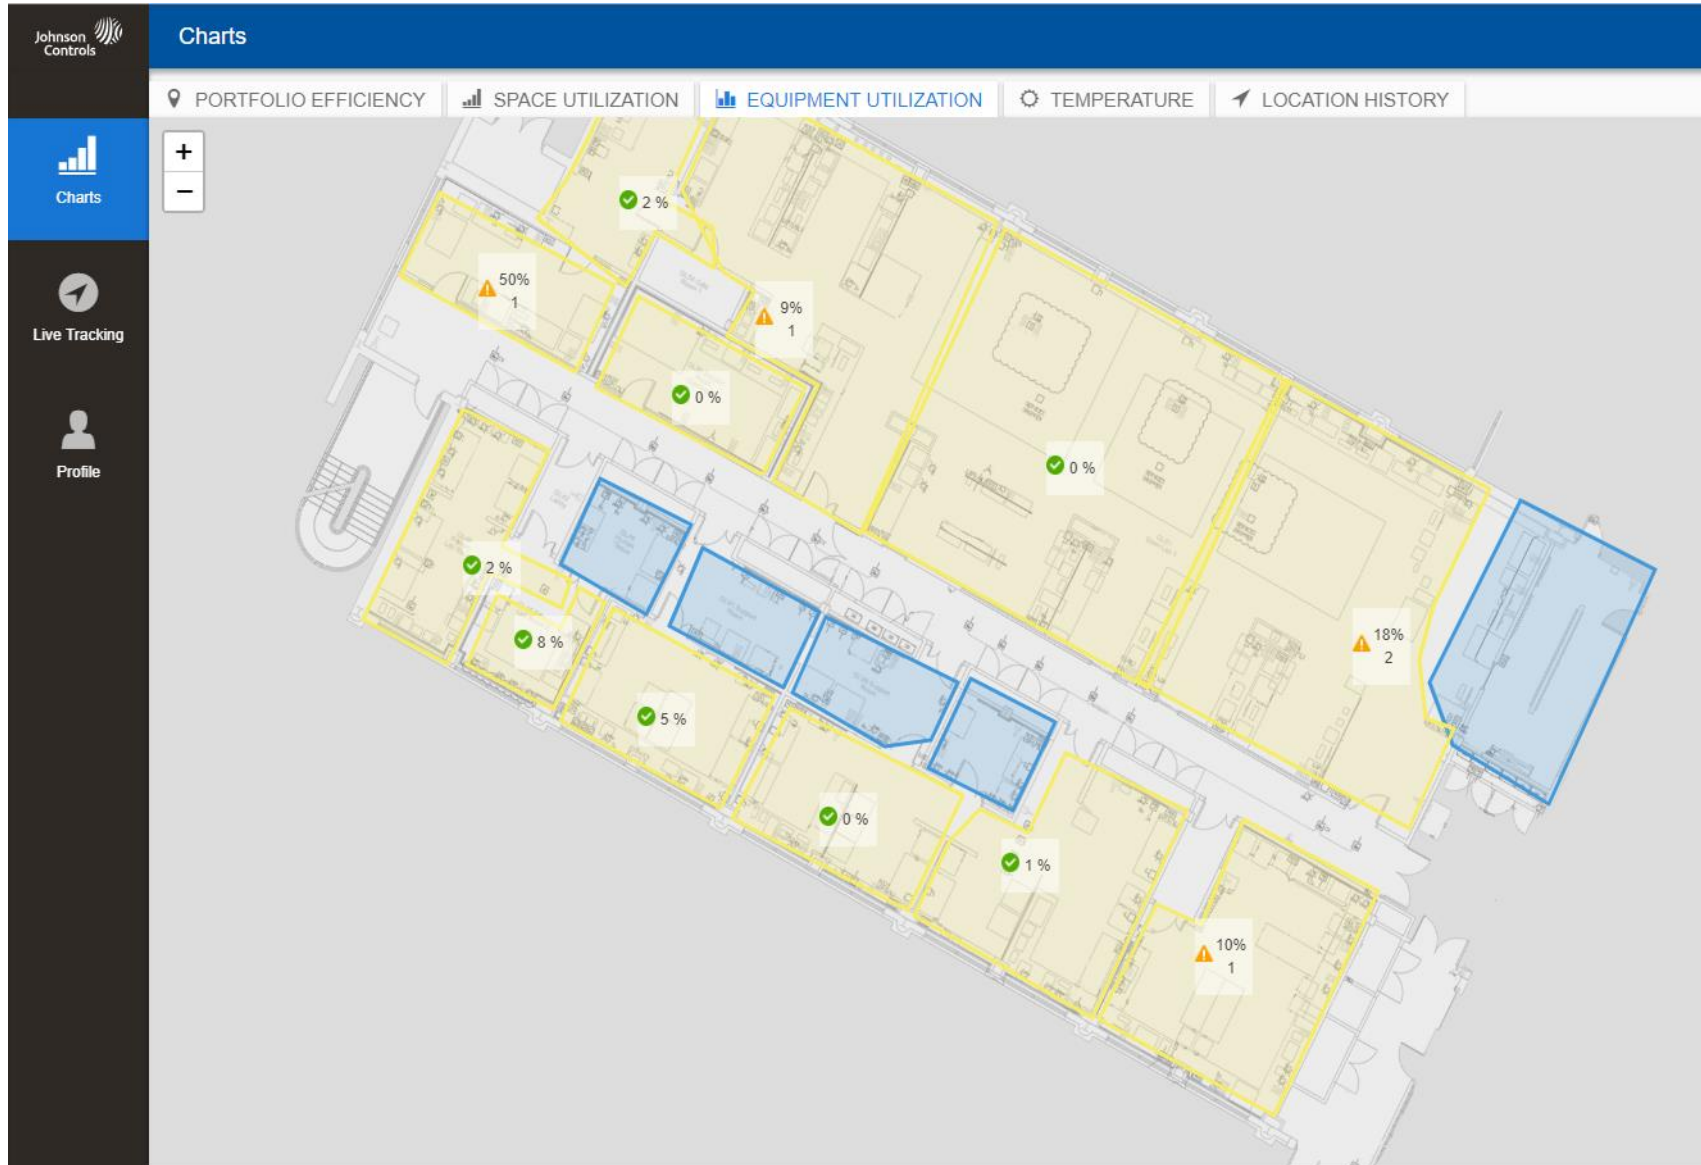 Johnson
Controls
Charts
PORTFOLIO EFFICIENCY
SPACE UTILIZATION
EQUIPMENT UTILIZATION
TEMPERATURE
LOCATION HISTORY
+
−
Charts
Live Tracking
Profile
2 %
50%
1
9%
1
0 %
0 %
2 %
8 %
18%
2
5 %
0 %
1 %
10%
1